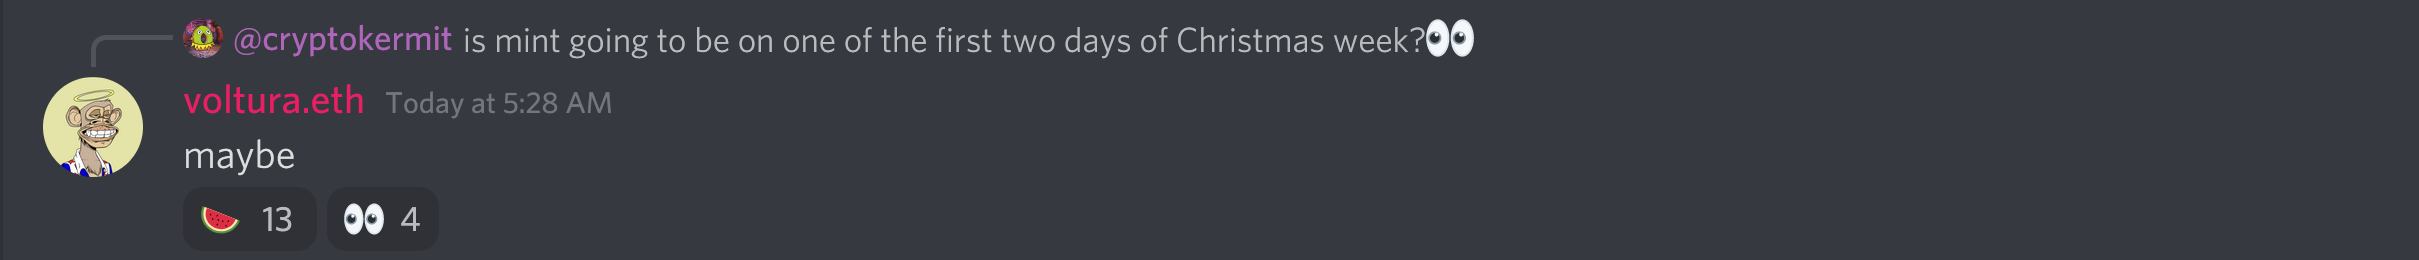 @cryptokermit is mint going to be on one of the first two days of Christmas week?👀
voltura.eth Today at 5:28 AM
maybe
🍉 13 👀 4